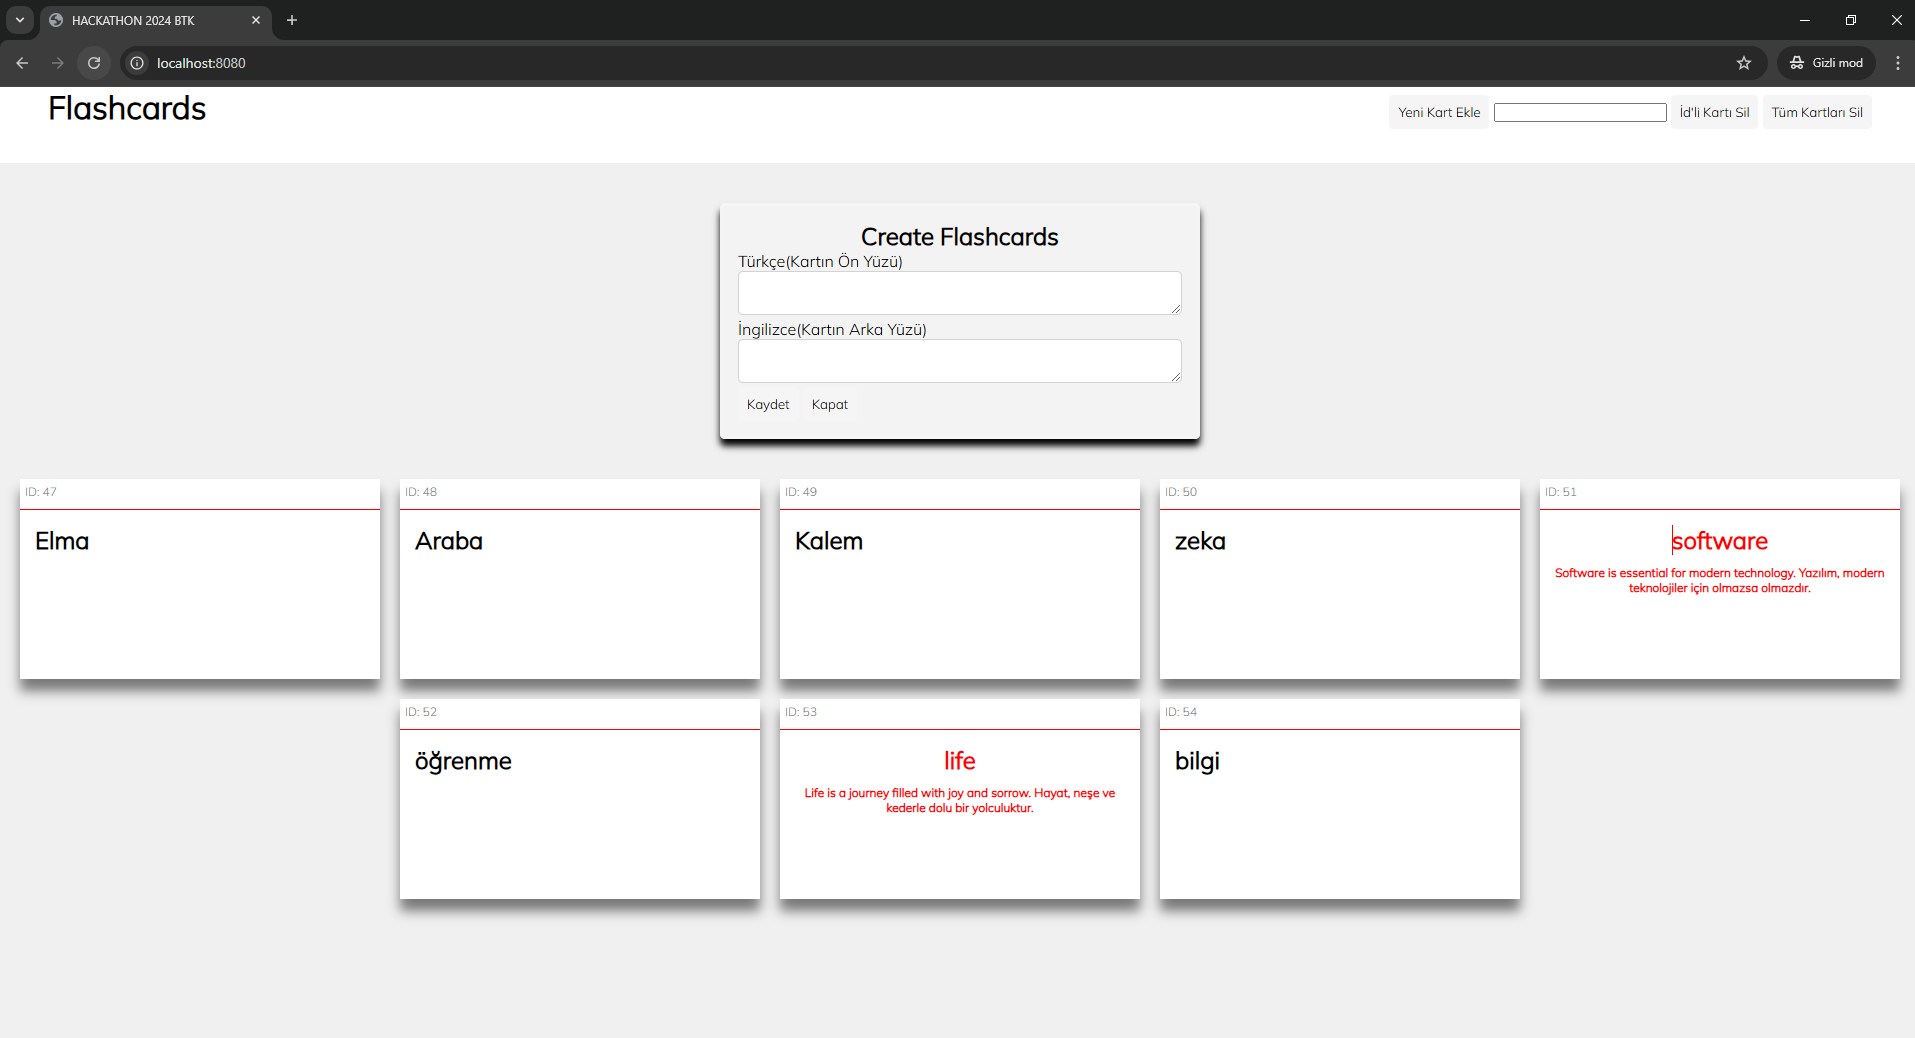 HACKATHON 2024 BTK
localhost:8080
Gizli mod
Flashcards
Yeni Kart Ekle
İd'li Kartı Sil
Tüm Kartları Sil
Create Flashcards
Türkçe(Kartın Ön Yüzü)
İngilizce(Kartın Arka Yüzü)
Kaydet
Kapat
ID: 47
Elma
ID: 48
Araba
ID: 49
Kalem
ID: 50
zeka
ID: 51
software
Software is essential for modern technology. Yazılım, modern
teknolojiler için olmazsa olmazdır.
ID: 52
öğrenme
ID: 53
life
Life is a journey filled with joy and sorrow. Hayat, neşe ve
kederle dolu bir yolculuktur.
ID: 54
bilgi